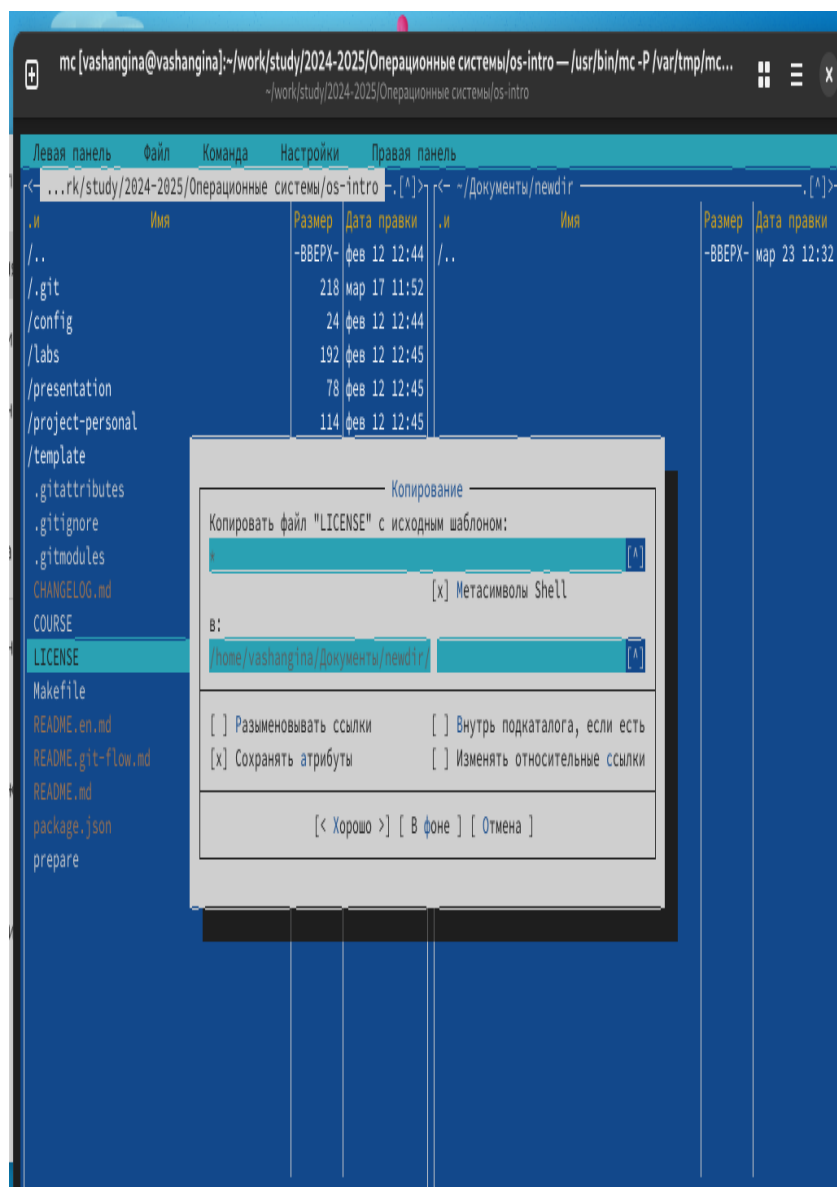 mc [vashangina@vashangina]:~/work/study/2024-2025/Операционные системы/os-intro — /usr/bin/mc -P /var/tmp/mc...
~/work/study/2024-2025/Операционные системы/os-intro
Левая панель Файл Команда Настройки Правая панель
<- ...rk/study/2024-2025/Операционные системы/os-intro -.[^]> <- ~/Документы/newdir .[^]>
.и Имя Размер Дата правки .и Имя Размер Дата правки
/.. -ВВЕРХ- фев 12 12:44 /.. -ВВЕРХ- мар 23 12:32
/.git 218 мар 17 11:52
/config 24 фев 12 12:44
/labs 192 фев 12 12:45
/presentation 78 фев 12 12:45
/project-personal 114 фев 12 12:45
/template
.gitattributes
.gitignore
.gitmodules
CHANGELOG.md
COURSE
LICENSE
Makefile
README.en.md
README.git-flow.md
README.md
package.json
prepare
Копирование
Копировать файл "LICENSE" с исходным шаблоном:
* [^]
[x] Метасимволы Shell
в:
/home/vashangina/Документы/newdir/ [^]
[ ] Разыменовывать ссылки [ ] Внутрь подкаталога, если есть
[x] Сохранять атрибуты [ ] Изменять относительные ссылки
[< Хорошо >] [ В фоне ] [ Отмена ]